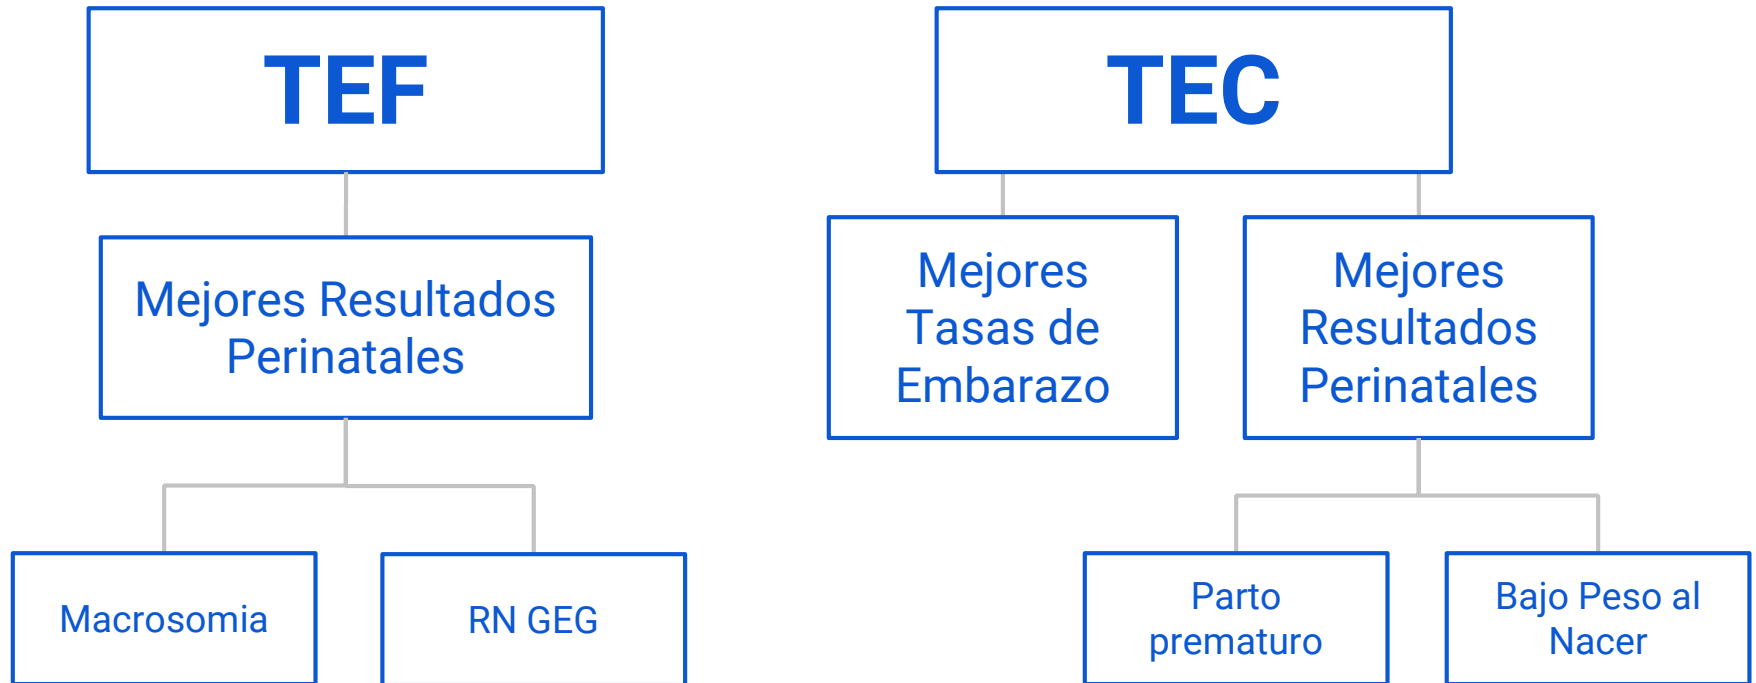 TEF
Mejores Resultados
Perinatales
Macrosomia
RN GEG
TEC
Mejores
Tasas de
Embarazo
Mejores
Resultados
Perinatales
Parto
prematuro
Bajo Peso al
Nacer